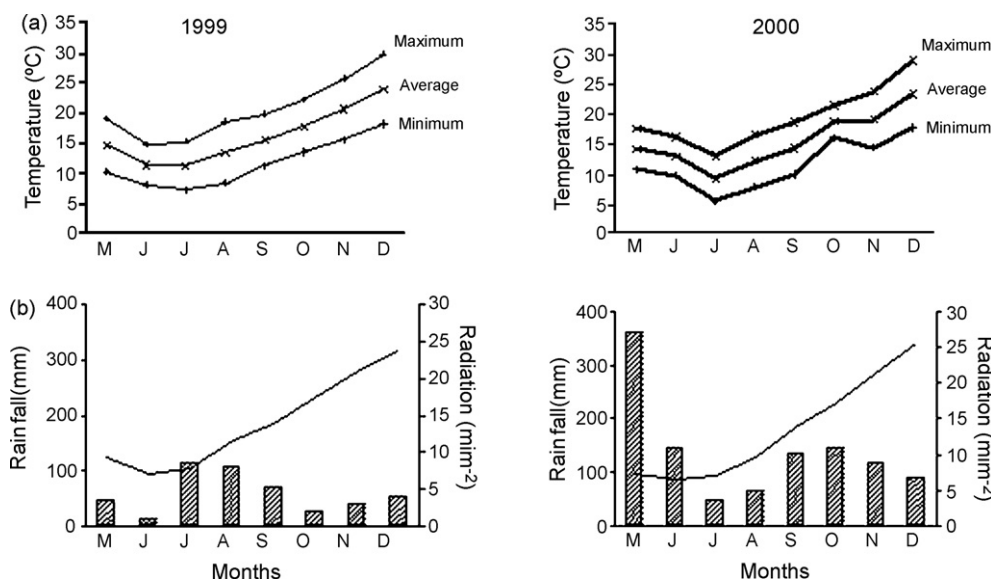 (a)
1999
Temperature (ºC)
35
30
25
20
15
10
5
0
M J J A S O N D
Maximum
Average
Minimum
2000
Temperature (ºC)
35
30
25
20
15
10
5
0
M J J A S O N D
Maximum
Average
Minimum
(b)
Rainfall(mm)
400
300
200
100
0
M J J A S O N D
Months
30
25
20
15
10
5
0
Radiation (mim-2)
Rainfall(mm)
400
300
200
100
0
M J J A S O N D
Months
30
25
20
15
10
5
0
Radiation (mim-2)